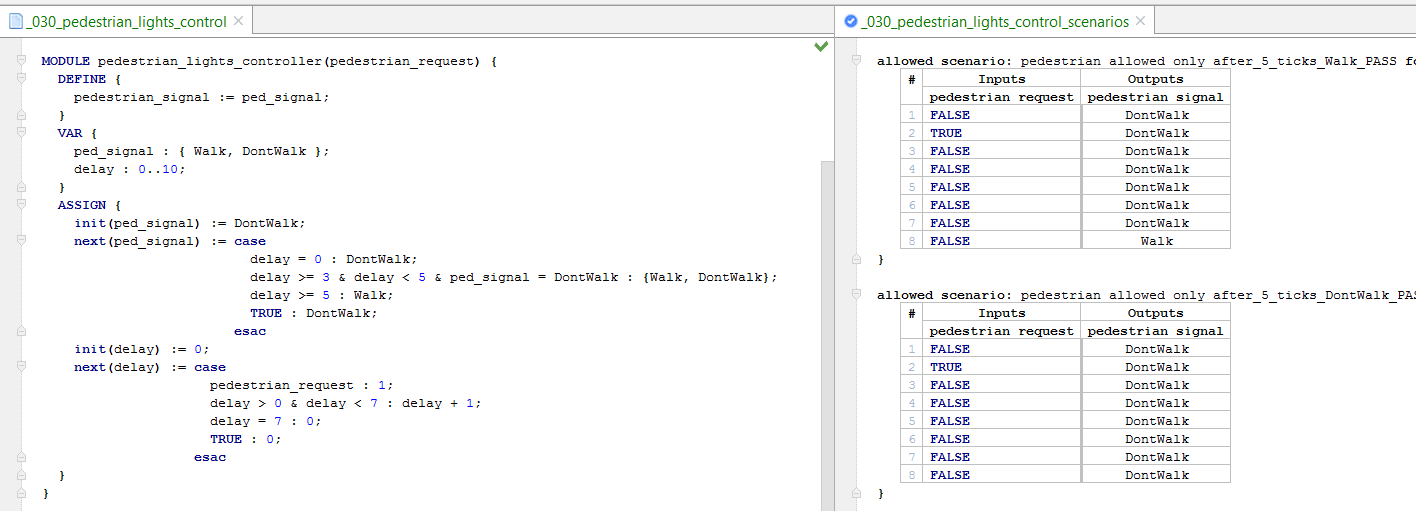 _030_pedestrian_lights_control
MODULE pedestrian_lights_controller(pedestrian_request) {
DEFINE {
pedestrian_signal := ped_signal;
}
VAR {
ped_signal : { Walk, DontWalk };
delay : 0..10;
}
ASSIGN {
init(ped_signal) := DontWalk;
next(ped_signal) := case
delay = 0 : DontWalk;
delay >= 3 & delay < 5 & ped_signal = DontWalk : {Walk, DontWalk};
delay >= 5 : Walk;
TRUE : DontWalk;
esac
init(delay) := 0;
next(delay) := case
pedestrian_request : 1;
delay > 0 & delay < 7 : delay + 1;
delay = 7 : 0;
TRUE : 0;
esac
}
}
_030_pedestrian_lights_control_scenarios
allowed scenario: pedestrian allowed only after_5_ticks_Walk_PASS fo
# Inputs Outputs
pedestrian request pedestrian signal
1 FALSE DontWalk
2 TRUE DontWalk
3 FALSE DontWalk
4 FALSE DontWalk
5 FALSE DontWalk
6 FALSE DontWalk
7 FALSE DontWalk
8 FALSE Walk
}
allowed scenario: pedestrian allowed only after_5_ticks_DontWalk_PAS
# Inputs Outputs
pedestrian request pedestrian signal
1 FALSE DontWalk
2 TRUE DontWalk
3 FALSE DontWalk
4 FALSE DontWalk
5 FALSE DontWalk
6 FALSE DontWalk
7 FALSE DontWalk
8 FALSE DontWalk
}